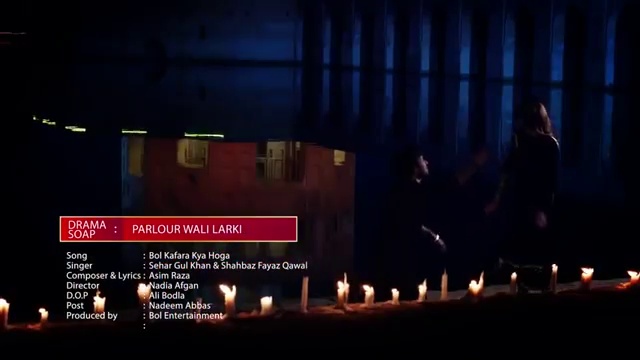 DRAMA SOAP : PARLOUR WALI LARKI
Song : Bol Kafara Kya Hoga
Singer : Sehar Gul Khan & Shahbaz Fayaz Qawal
Composer & Lyrics : Asim Raza
Director : Nadia Afgan
D.O.P : Ali Bodla
Post : Nadeem Abbas
Produced by : Bol Entertainment
: